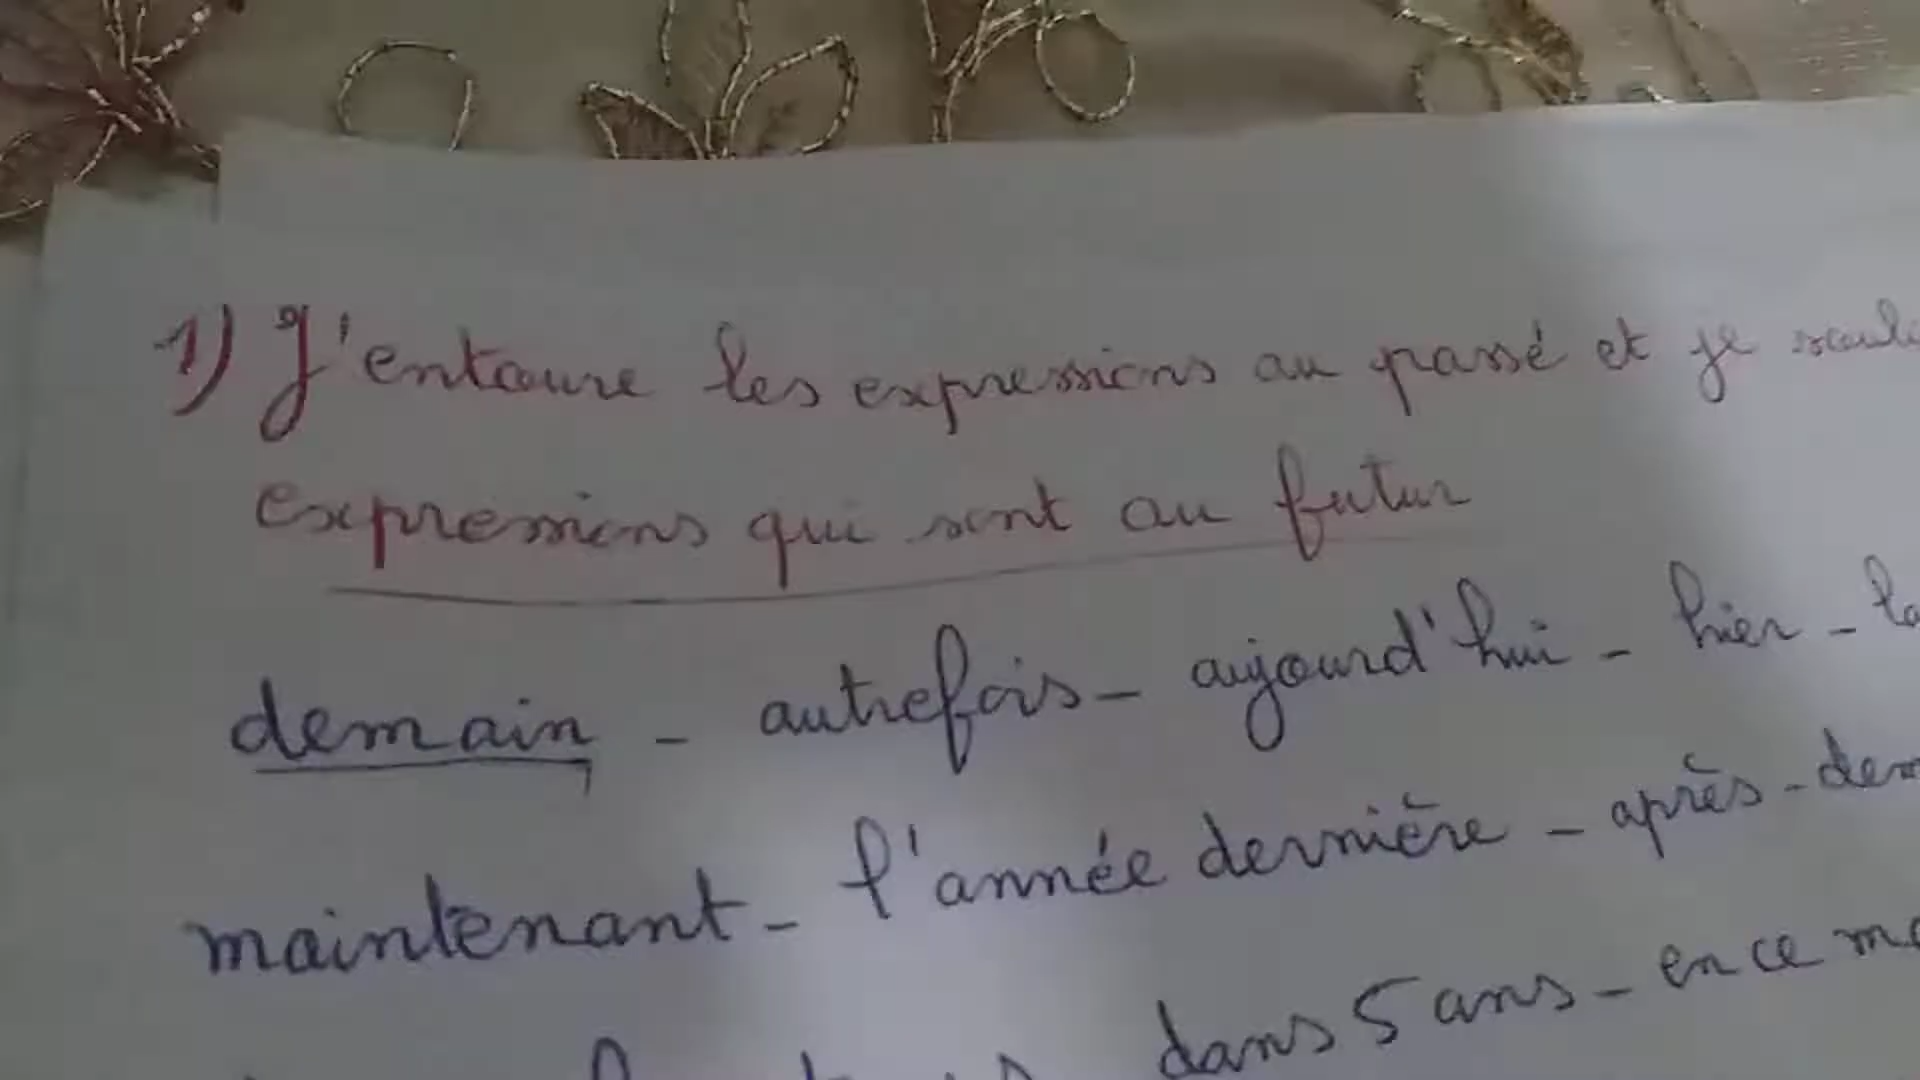 1) J'entoure les expressions au passé et je
expressions qui sont au futur
demain - autrefois - aujourd'hui - hier -
maintenant - l'année dernière - après-dem
dans 5 ans - en ce